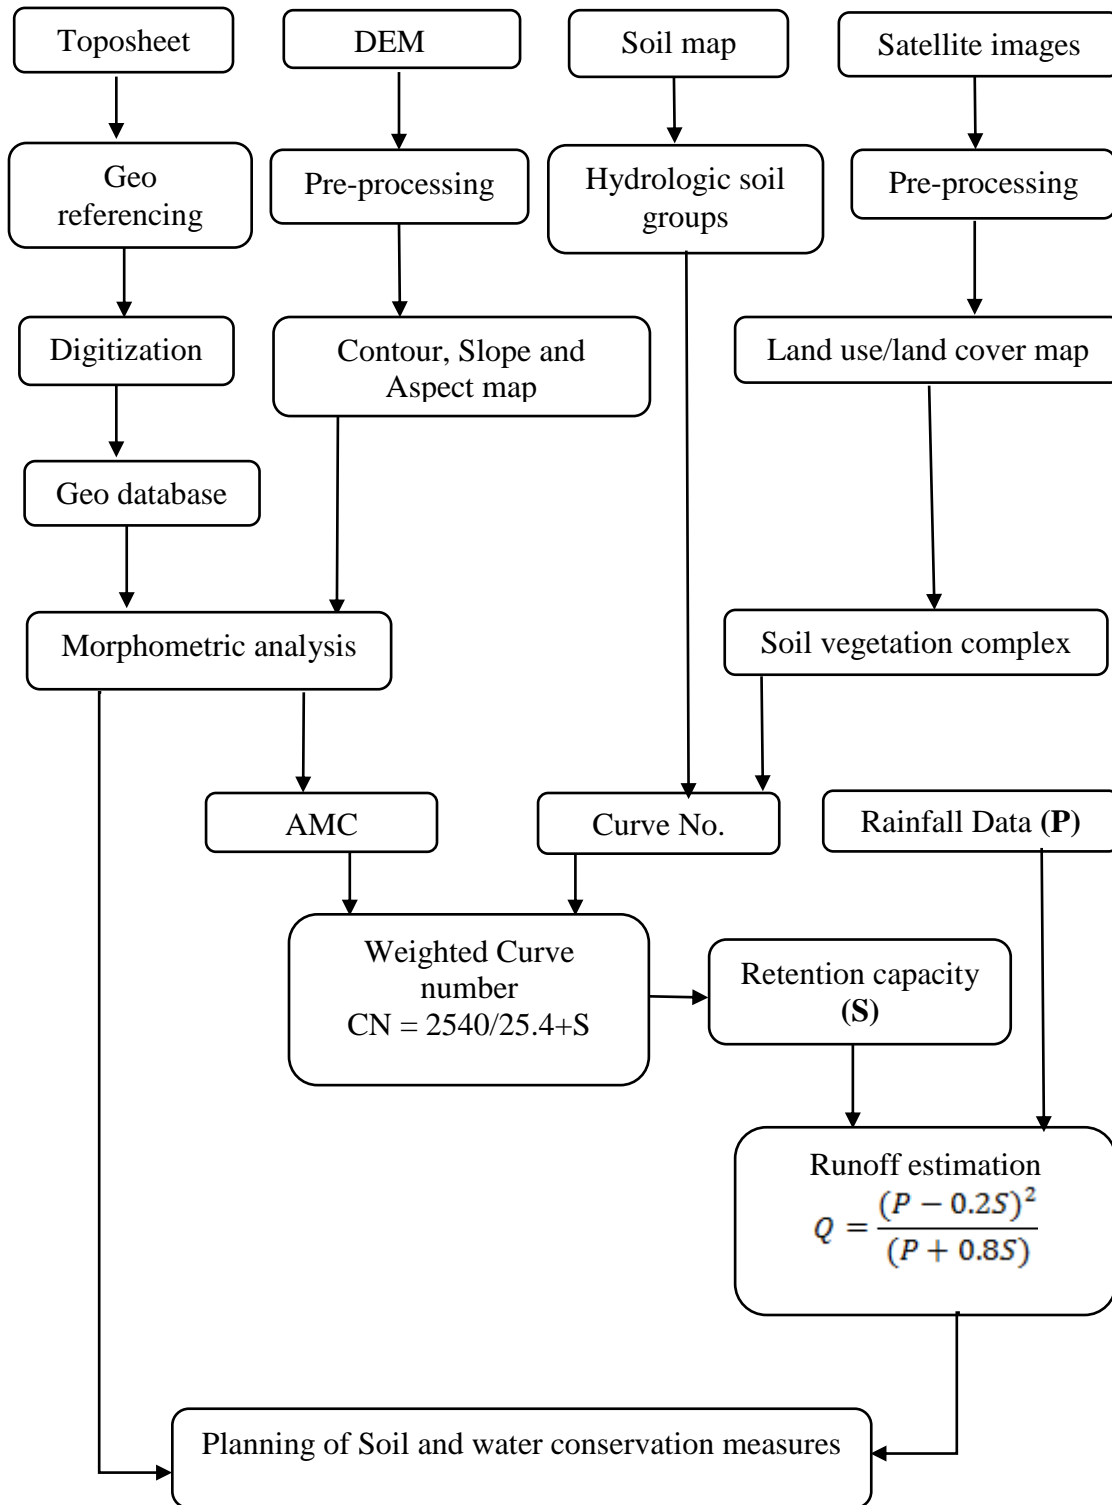 Toposheet
DEM
Soil map
Satellite images
Geo
referencing
Pre-processing
Hydrologic soil
groups
Pre-processing
Digitization
Contour, Slope and
Aspect map
Land use/land cover map
Geo database
Morphometric analysis
Soil vegetation complex
AMC
Curve No.
Rainfall Data (P)
Weighted Curve
number
CN = 2540/25.4+S
Retention capacity
(S)
Runoff estimation
Q = (P − 0.2S)² / (P + 0.8S)
Planning of Soil and water conservation measures